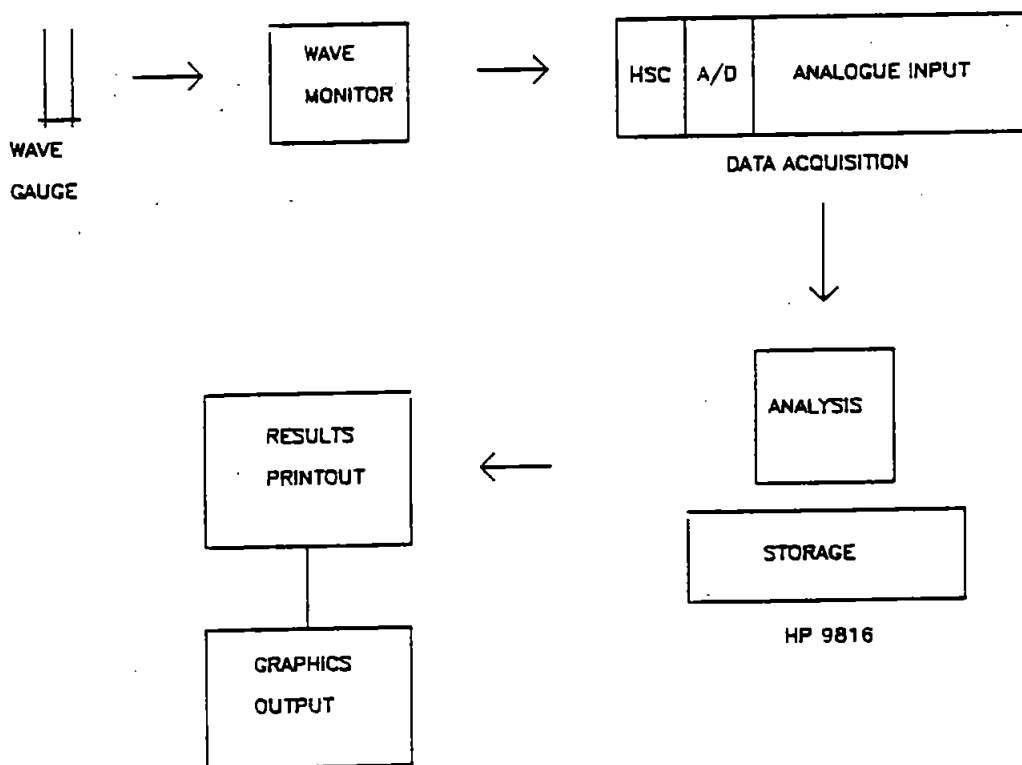 WAVE
GAUGE
WAVE
MONITOR
HSC A/D ANALOGUE INPUT
DATA ACQUISITION
ANALYSIS
STORAGE
HP 9816
RESULTS
PRINTOUT
GRAPHICS
OUTPUT